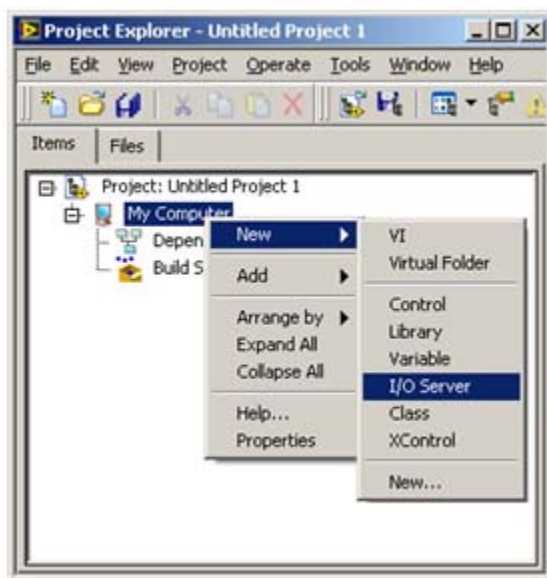 Project Explorer - Untitled Project 1
File Edit View Project Operate Tools Window Help
Items Files
Project: Untitled Project 1
My Computer
Depen
Build S
New
Add
Arrange by
Expand All
Collapse All
Help...
Properties
VI
Virtual Folder
Control
Library
Variable
I/O Server
Class
XControl
New...